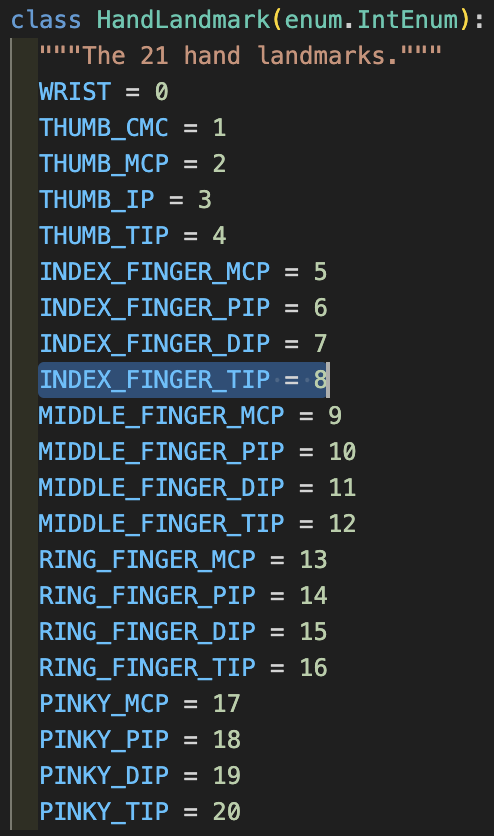 class HandLandmark(enum.IntEnum):
"""The 21 hand landmarks."""
WRIST = 0
THUMB_CMC = 1
THUMB_MCP = 2
THUMB_IP = 3
THUMB_TIP = 4
INDEX_FINGER_MCP = 5
INDEX_FINGER_PIP = 6
INDEX_FINGER_DIP = 7
INDEX_FINGER_TIP = 8
MIDDLE_FINGER_MCP = 9
MIDDLE_FINGER_PIP = 10
MIDDLE_FINGER_DIP = 11
MIDDLE_FINGER_TIP = 12
RING_FINGER_MCP = 13
RING_FINGER_PIP = 14
RING_FINGER_DIP = 15
RING_FINGER_TIP = 16
PINKY_MCP = 17
PINKY_PIP = 18
PINKY_DIP = 19
PINKY_TIP = 20